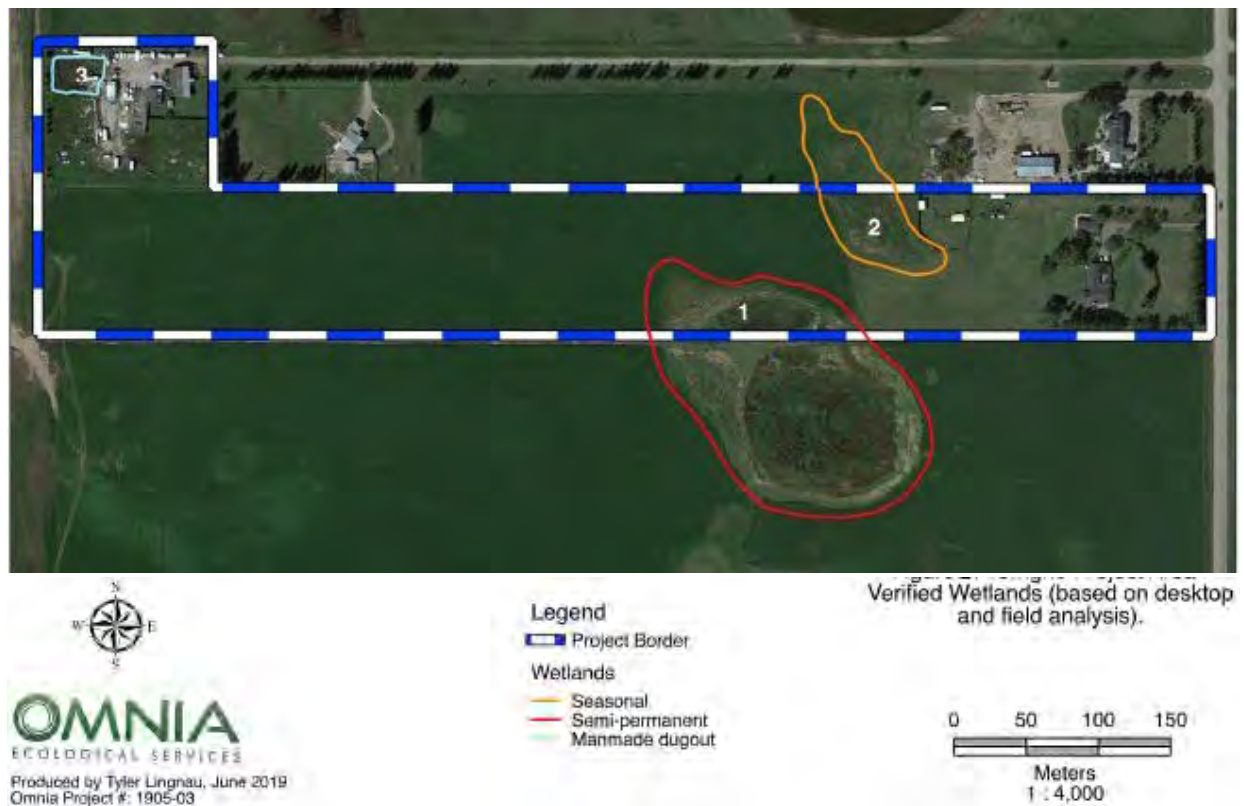 3
2
1
N
W E
S
OMNIA
ECOLOGICAL SERVICES
Produced by Tyler Lingnau, June 2019
Omnia Project #: 1905-03
Legend
Project Border
Wetlands
Seasonal
Semi-permanent
Manmade dugout
Verified Wetlands (based on desktop
and field analysis).
0 50 100 150
Meters
1 : 4,000